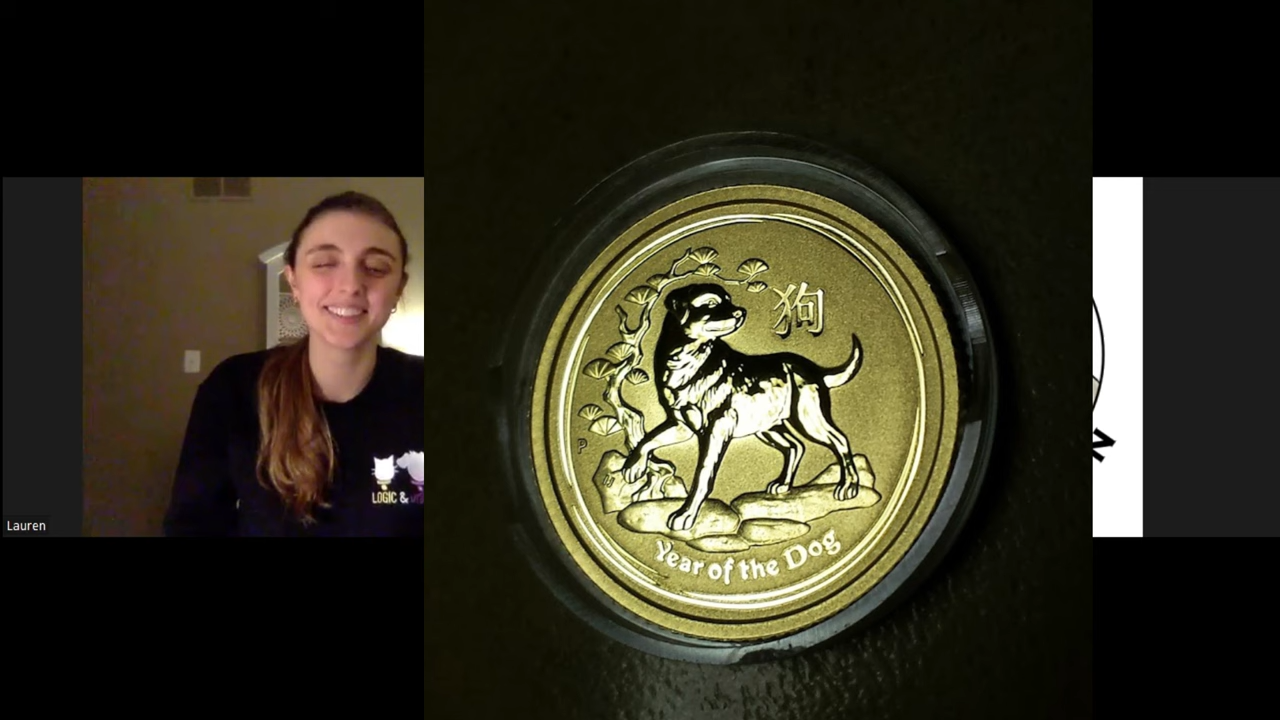 Lauren
LOGIC &
狗
P
Year of the Dog
N